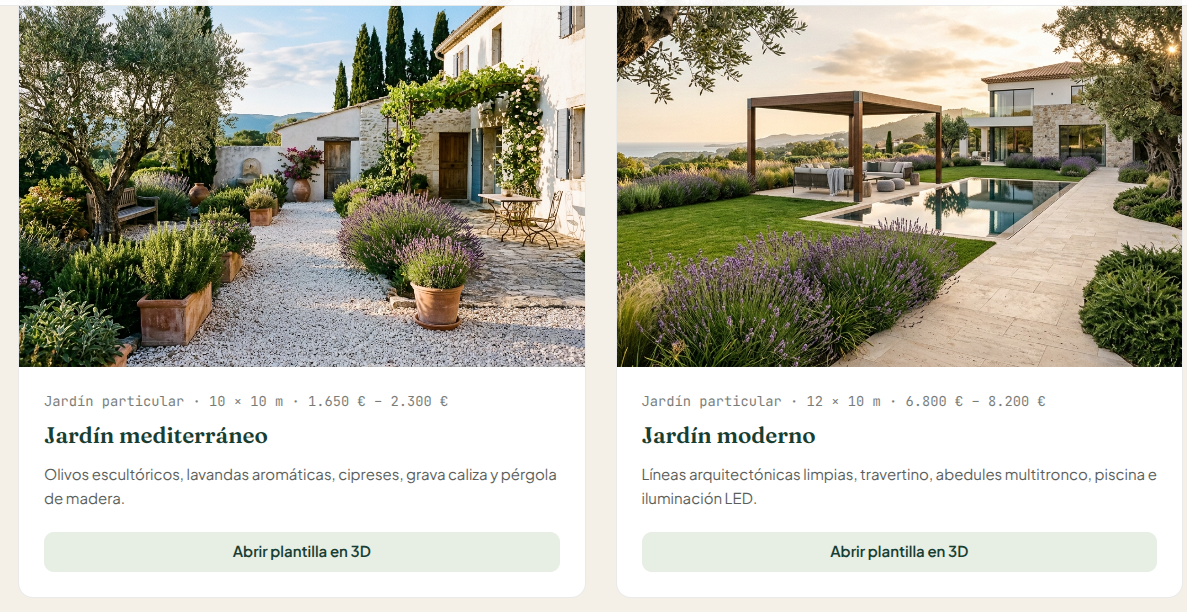 Jardín particular · 10 × 10 m · 1.650 € – 2.300 €
Jardín mediterráneo
Olivos escultóricos, lavandas aromáticas, cipreses, grava caliza y pérgola
de madera.
Abrir plantilla en 3D
Jardín particular · 12 × 10 m · 6.800 € – 8.200 €
Jardín moderno
Líneas arquitectónicas limpias, travertino, abedules multitronco, piscina e
iluminación LED.
Abrir plantilla en 3D